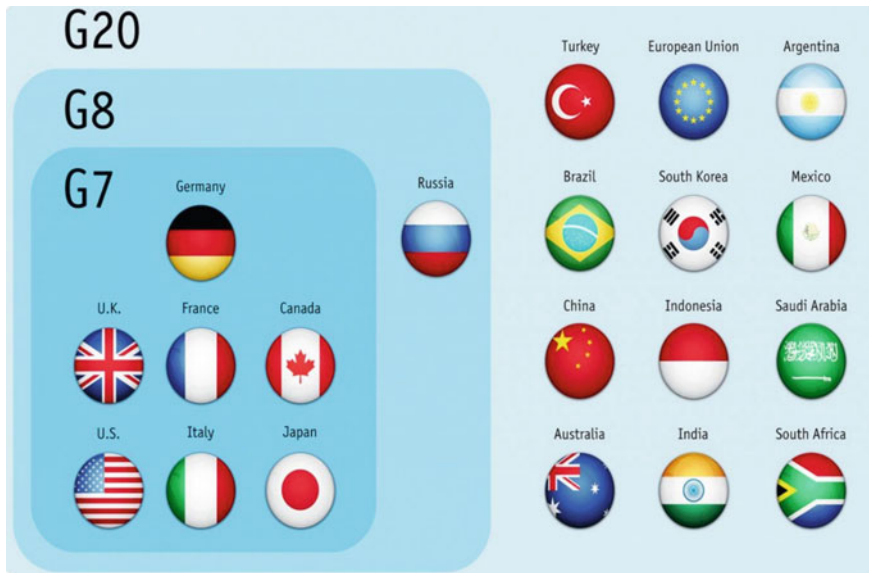 G20
G8
G7
Germany
Russia
U.K. France Canada
U.S. Italy Japan
Turkey European Union Argentina
Brazil South Korea Mexico
China Indonesia Saudi Arabia
Australia India South Africa